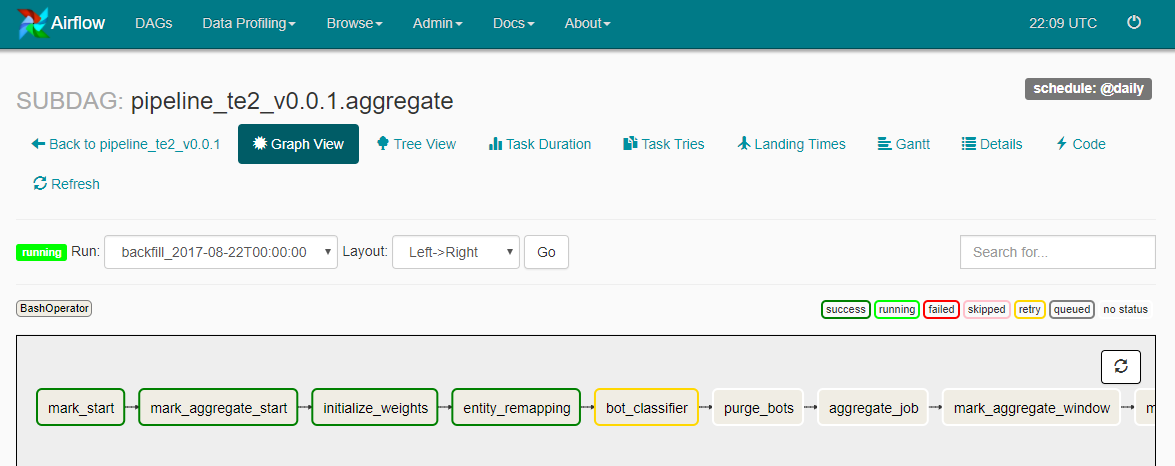 Airflow DAGs Data Profiling Browse Admin Docs About 22:09 UTC
schedule: @daily
SUBDAG: pipeline_te2_v0.0.1.aggregate
Back to pipeline_te2_v0.0.1 Graph View Tree View Task Duration Task Tries Landing Times Gantt Details Code
Refresh
running Run: backfill_2017-08-22T00:00:00 Layout: Left->Right Go Search for...
BashOperator success running failed skipped retry queued no status
mark_start mark_aggregate_start initialize_weights entity_remapping bot_classifier purge_bots aggregate_job mark_aggregate_window